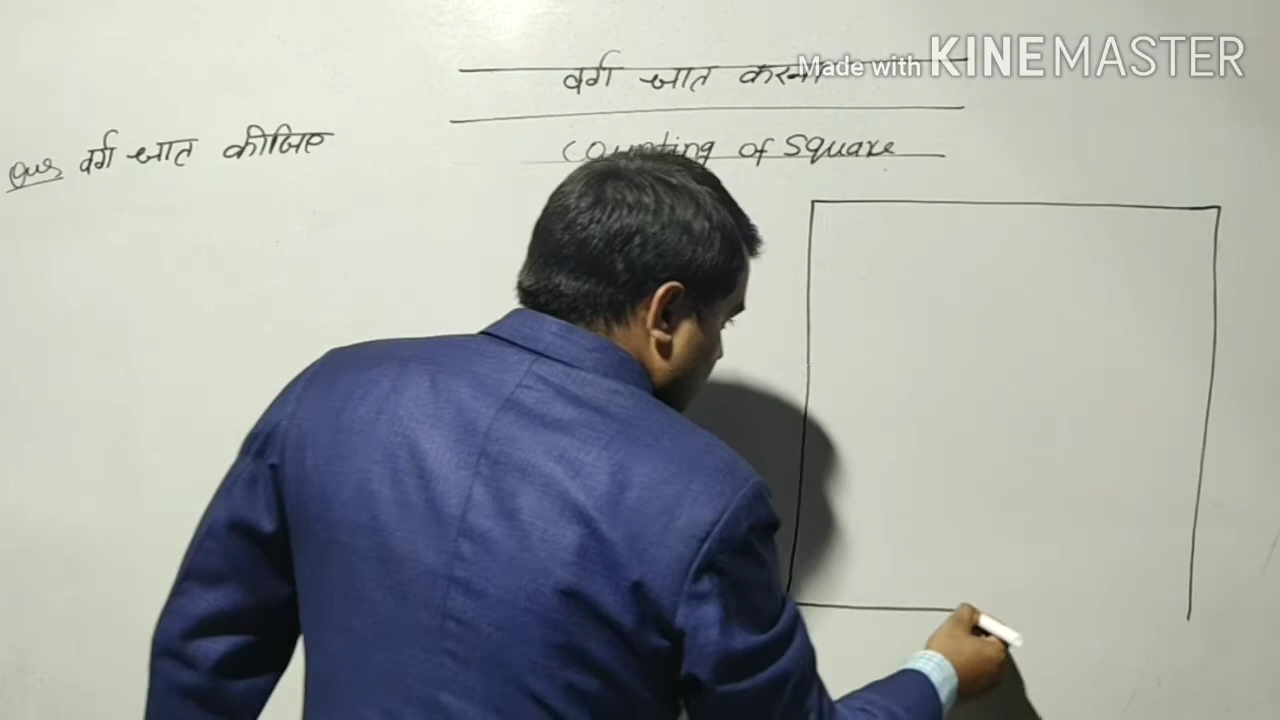 Made with KINEMASTER
वर्ग ज्ञात करना
Counting of Square
Ques वर्ग ज्ञात कीजिए